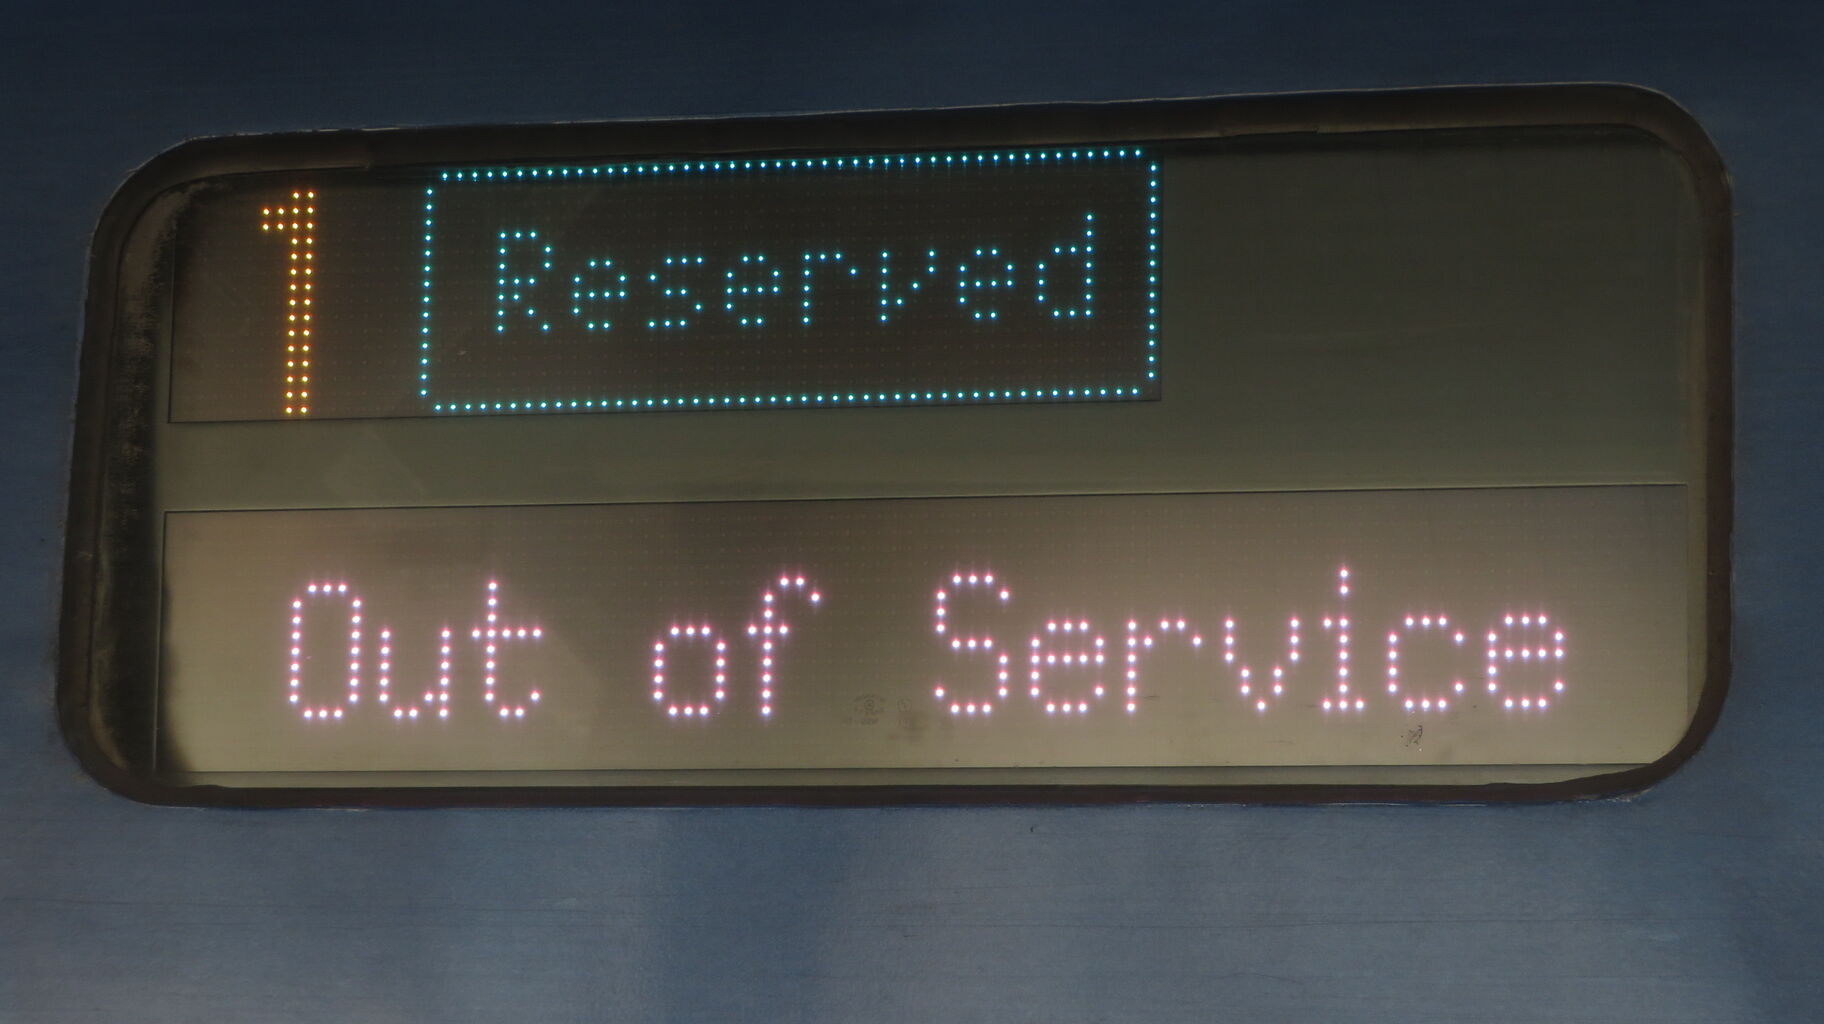 1 Reserved
Out of Service